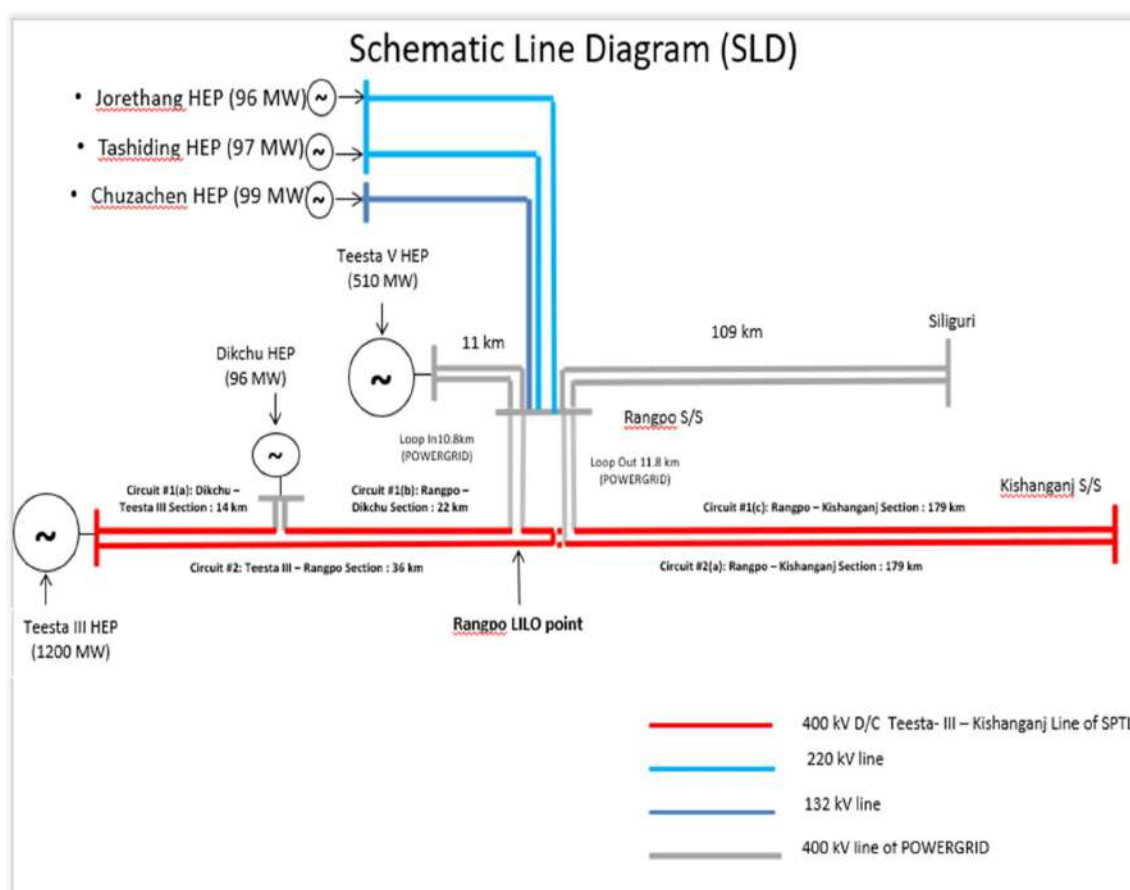 Schematic Line Diagram (SLD)
• Jorethang HEP (96 MW)
~
• Tashiding HEP (97 MW)
~
• Chuzachen HEP (99 MW)
~
Teesta V HEP
(510 MW)
~
11 km
109 km
Siliguri
Dikchu HEP
(96 MW)
~
Rangpo S/S
Loop In10.8km
(POWERGRID)
Loop Out 11.8 km
(POWERGRID)
Kishanganj S/S
Circuit #1(a): Dikchu –
Teesta III Section : 14 km
Circuit #1(b): Rangpo –
Dikchu Section : 22 km
Circuit #1(c): Rangpo – Kishanganj Section : 179 km
~
Circuit #2: Teesta III – Rangpo Section : 36 km
Circuit #2(a): Rangpo – Kishanganj Section : 179 km
Teesta III HEP
(1200 MW)
Rangpo LILO point
400 kV D/C Teesta- III – Kishanganj Line of SPTL
220 kV line
132 kV line
400 kV line of POWERGRID